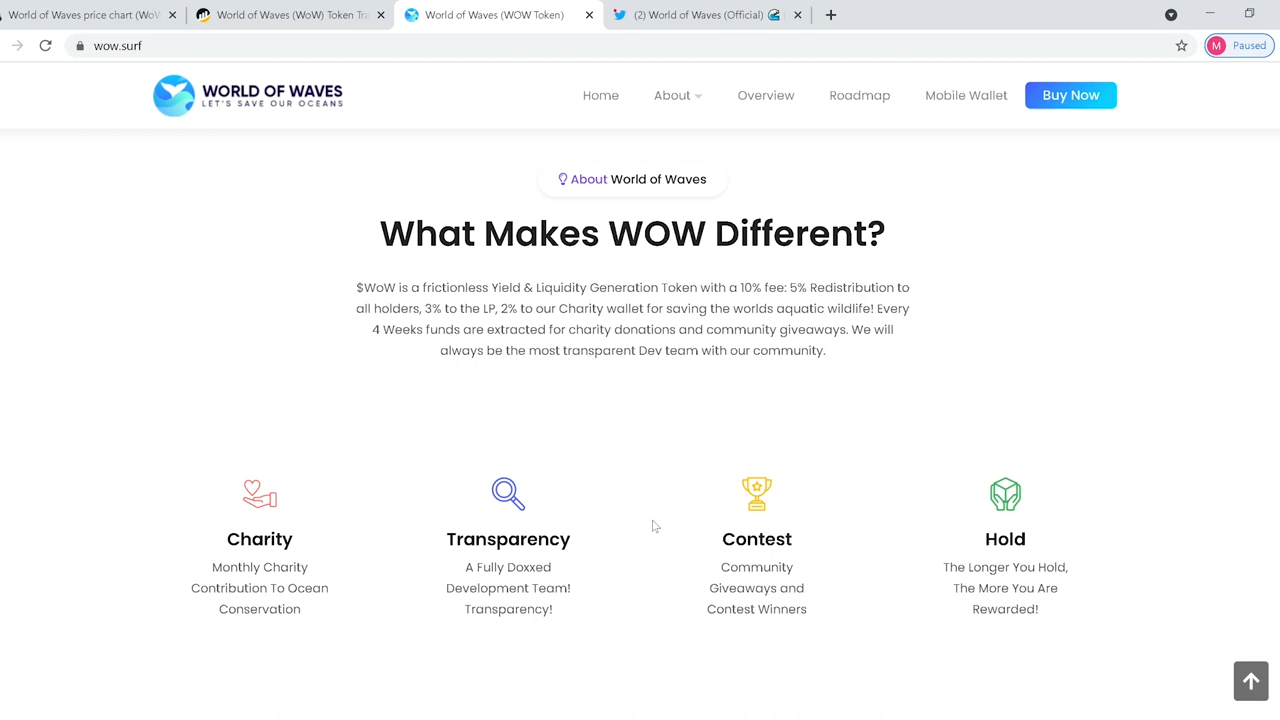 World of Waves price chart (WoW
World of Waves (WoW) Token Tra
World of Waves (WOW Token)
(2) World of Waves (Official)
wow.surf
M Paused
WORLD OF WAVES
LET'S SAVE OUR OCEANS
Home About Overview Roadmap Mobile Wallet Buy Now
About World of Waves
What Makes WOW Different?
$WoW is a frictionless Yield & Liquidity Generation Token with a 10% fee: 5% Redistribution to
all holders, 3% to the LP, 2% to our Charity wallet for saving the worlds aquatic wildlife! Every
4 Weeks funds are extracted for charity donations and community giveaways. We will
always be the most transparent Dev team with our community.
Charity
Monthly Charity
Contribution To Ocean
Conservation
Transparency
A Fully Doxxed
Development Team!
Transparency!
Contest
Community
Giveaways and
Contest Winners
Hold
The Longer You Hold,
The More You Are
Rewarded!